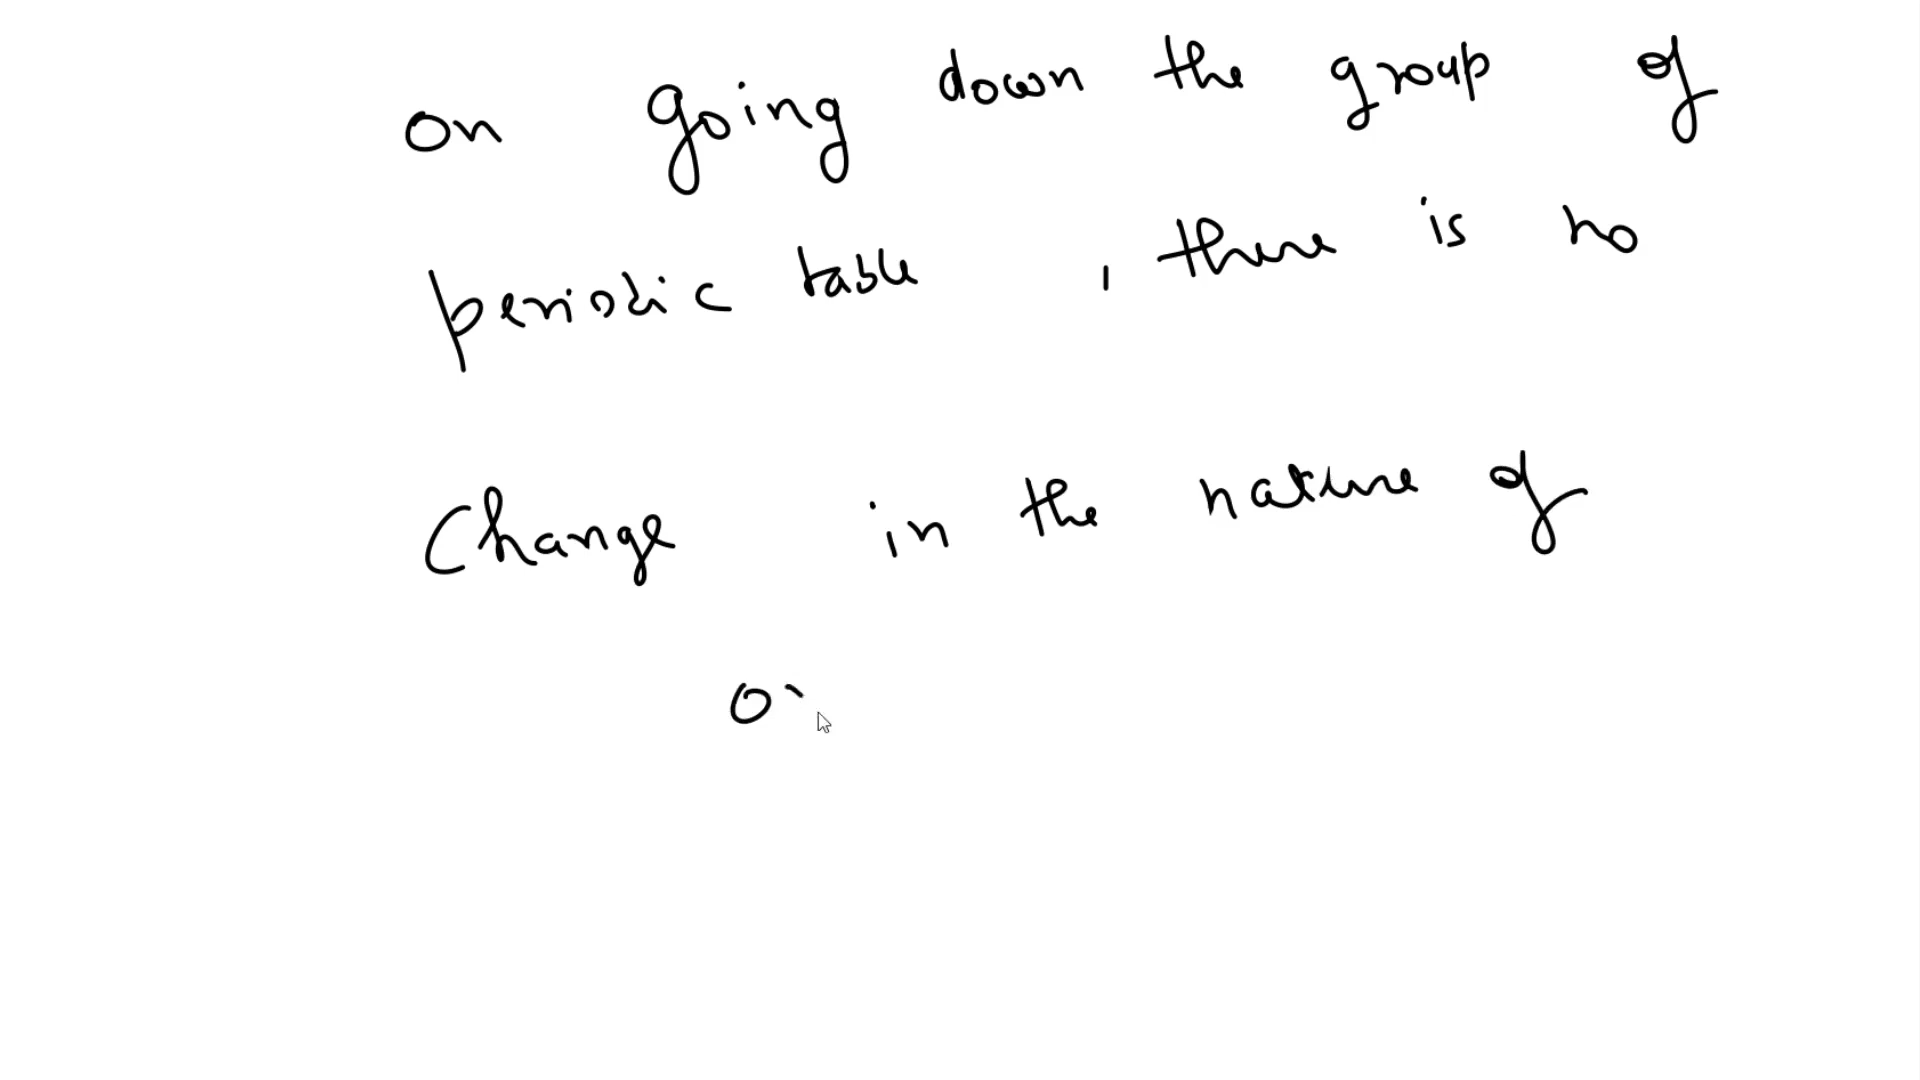 on going down the group of
periodic table, there is no
Change in the nature of